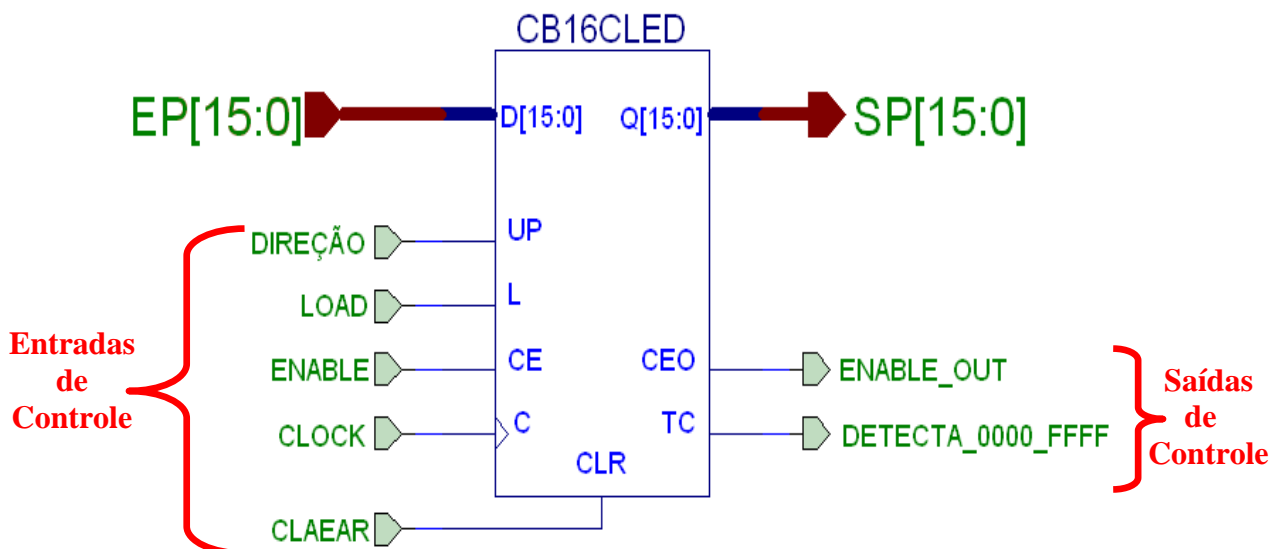 CB16CLED
EP[15:0]
D[15:0]
Q[15:0]
SP[15:0]
DIREÇÃO
UP
LOAD
L
Entradas
de
Controle
ENABLE
CE
CEO
ENABLE_OUT
CLOCK
C
TC
DETECTA_0000_FFFF
Saídas
de
Controle
CLR
CLAEAR